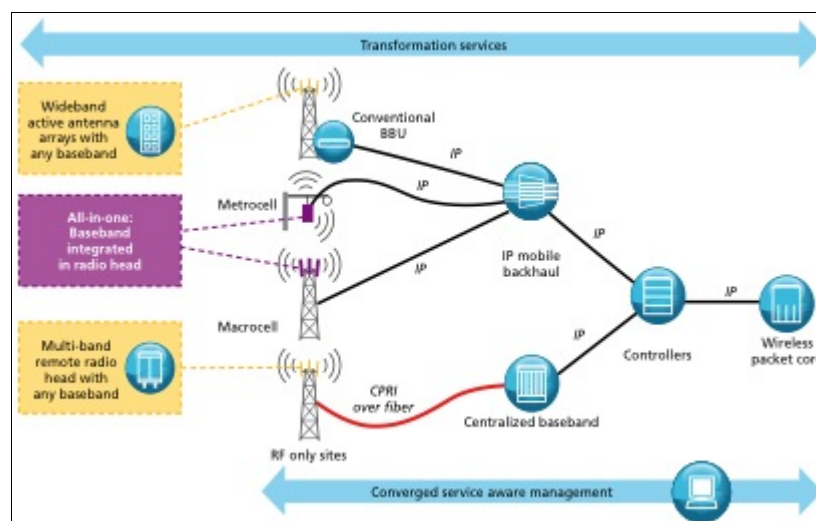 Transformation services
Wideband
active antenna
arrays with
any baseband
Conventional
BBU
IP
Metrocell
IP
All-in-one:
Baseband
integrated
in radio head
IP
IP mobile
backhaul
IP
Macrocell
IP
Controllers
Wireless
packet cor
Multi-band
remote radio
head with
any baseband
IP
CPRI
over fiber
Centralized baseband
RF only sites
Converged service aware management